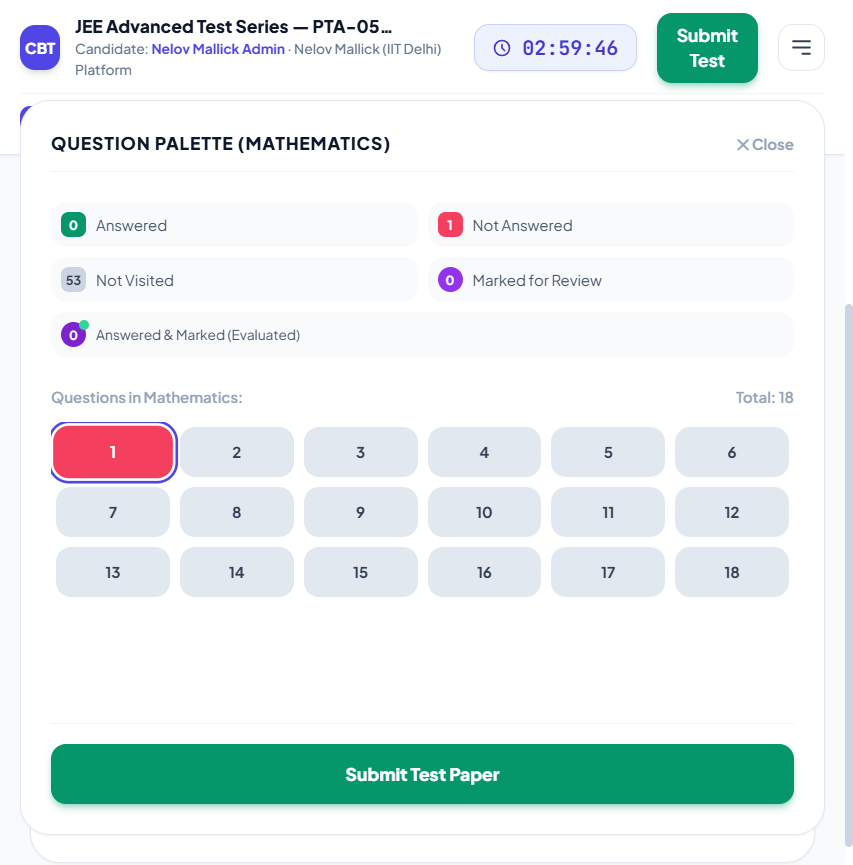 CBT
JEE Advanced Test Series — PTA-05...
Candidate: Nelov Mallick Admin · Nelov Mallick (IIT Delhi)
Platform
02:59:46
Submit
Test
QUESTION PALETTE (MATHEMATICS)
Close
0 Answered
1 Not Answered
53 Not Visited
0 Marked for Review
0 Answered & Marked (Evaluated)
Questions in Mathematics:
Total: 18
1 2 3 4 5 6
7 8 9 10 11 12
13 14 15 16 17 18
Submit Test Paper